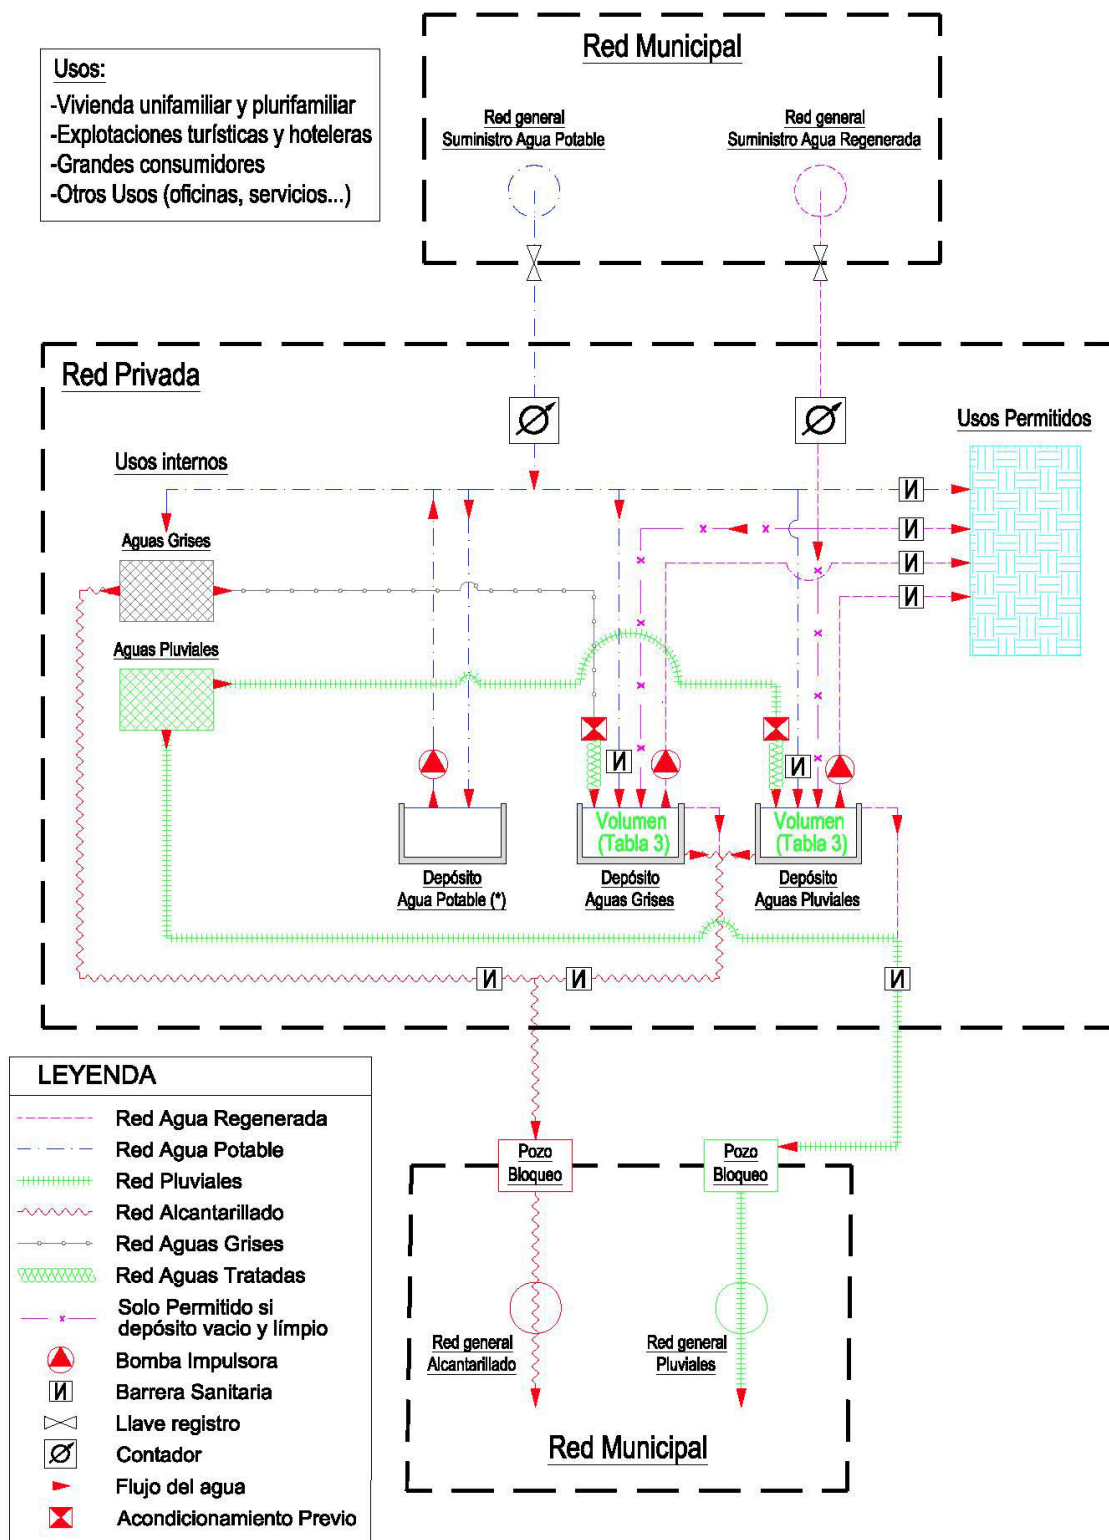 Usos:
-Vivienda unifamiliar y plurifamiliar
-Explotaciones turísticas y hoteleras
-Grandes consumidores
-Otros Usos (oficinas, servicios...)
Red Municipal
Red general
Suministro Agua Potable
Red general
Suministro Agua Regenerada
Red Privada
Usos Permitidos
Usos internos
Aguas Grises
Aguas Pluviales
Volumen
(Tabla 3)
Volumen
(Tabla 3)
Depósito
Agua Potable (*)
Depósito
Aguas Grises
Depósito
Aguas Pluviales
Pozo
Bloqueo
Pozo
Bloqueo
Red general
Alcantarillado
Red general
Pluviales
Red Municipal
LEYENDA
Red Agua Regenerada
Red Agua Potable
Red Pluviales
Red Alcantarillado
Red Aguas Grises
Red Aguas Tratadas
Solo Permitido si
depósito vacio y límpio
Bomba Impulsora
Barrera Sanitaria
Llave registro
Contador
Flujo del agua
Acondicionamiento Previo